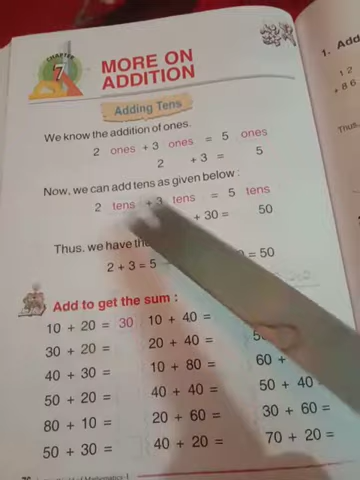 CHAPTER
7
MORE ON
ADDITION
Adding Tens
We know the addition of ones.
2 ones + 3 ones = 5 ones
2 + 3 = 5
Now, we can add tens as given below :
2 tens + 3 tens = 5 tens
+ 30 = 50
Thus, we have
2 + 3 = 5 = 50
Add to get the sum :
10 + 20 = 30 10 + 40 =
30 + 20 = 20 + 40 =
40 + 30 = 10 + 80 = 60 +
50 + 20 = 40 + 40 = 50 + 40
80 + 10 = 20 + 60 = 30 + 60 =
50 + 30 = 40 + 20 = 70 + 20 =
of Mathematics-1
1. Add
1 2
+ 8 6
Thus,